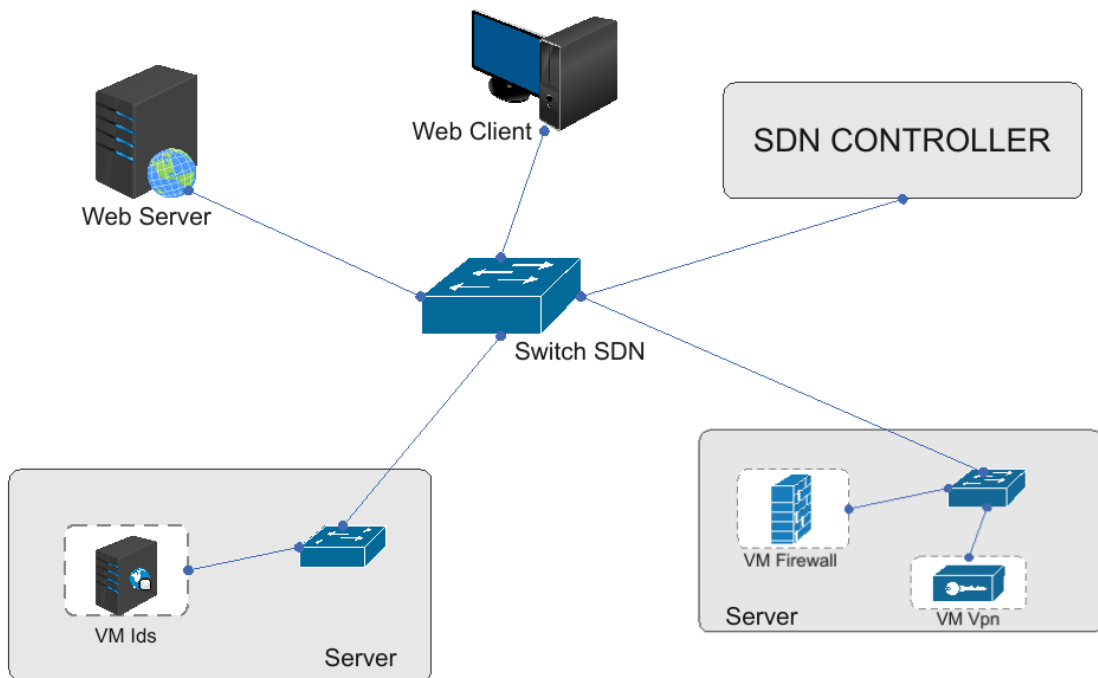 Web Client
SDN CONTROLLER
Web Server
Switch SDN
VM Firewall
VM Vpn
Server
VM Ids
Server